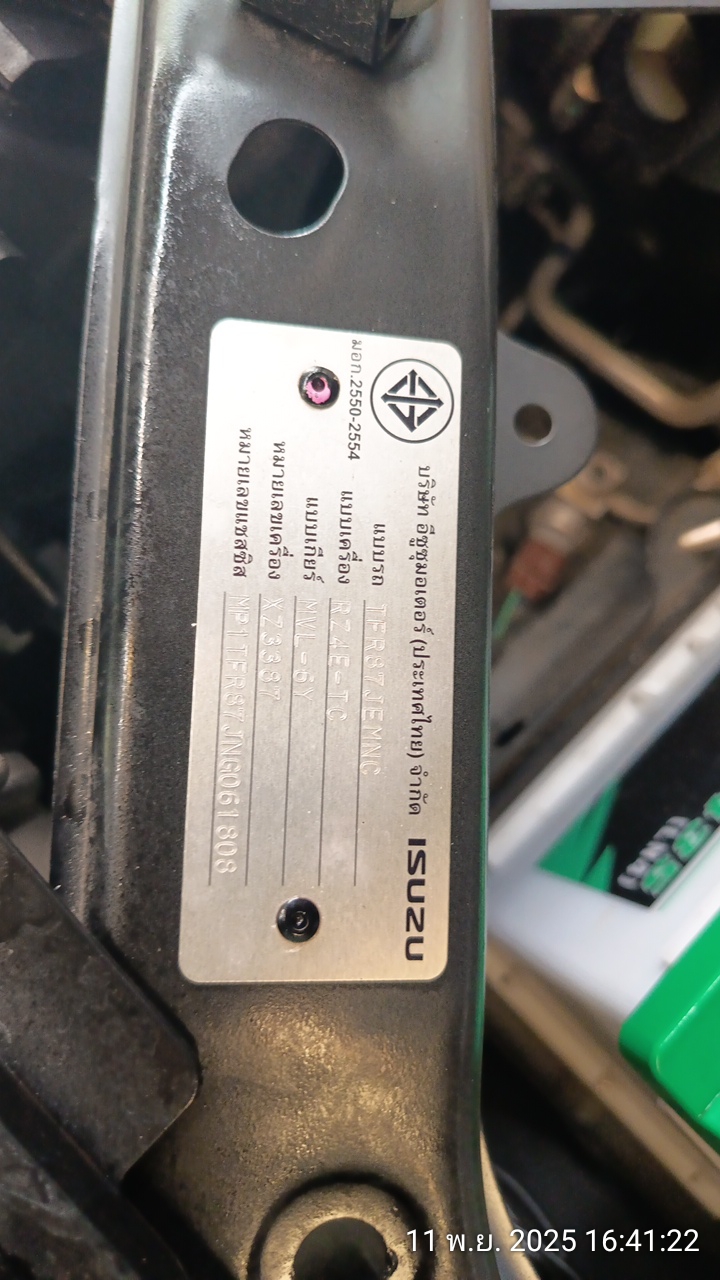 มอก.2550-2554
บริษัท อีซูซุมอเตอร์ (ประเทศไทย) จำกัด ISUZU
แบบรถ TFR87JEMNC
แบบเครื่อง RZ4E-TC
แบบเกียร์ MVL-6Y
หมายเลขเครื่อง XZ3387
หมายเลขแชสซิส MP1TFR87JNG061808
(LN4)
11 พ.ย. 2025 16:41:22